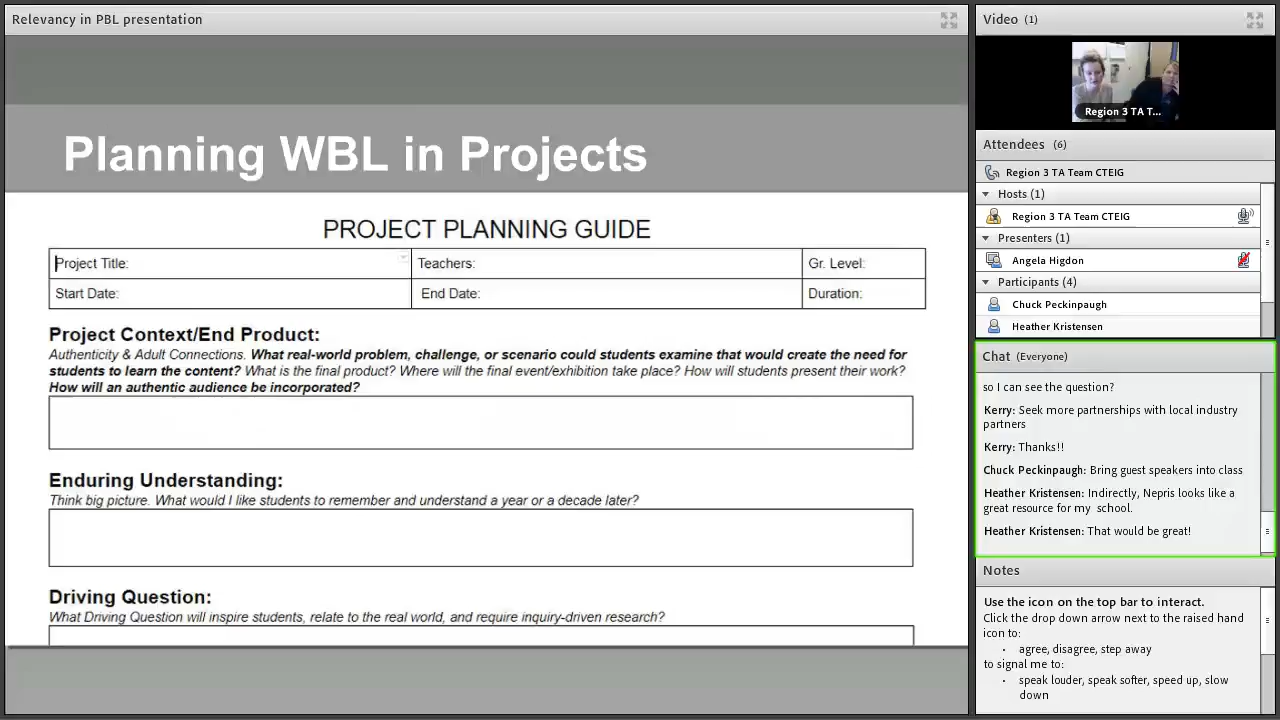 Relevancy in PBL presentation
Planning WBL in Projects
PROJECT PLANNING GUIDE
Project Title:
Teachers:
Gr. Level:
Start Date:
End Date:
Duration:
Project Context/End Product:
Authenticity & Adult Connections. What real-world problem, challenge, or scenario could students examine that would create the need for
students to learn the content? What is the final product? Where will the final event/exhibition take place? How will students present their work?
How will an authentic audience be incorporated?
Enduring Understanding:
Think big picture. What would I like students to remember and understand a year or a decade later?
Driving Question:
What Driving Question will inspire students, relate to the real world, and require inquiry-driven research?
Video (1)
Region 3 TA T...
Attendees (6)
Region 3 TA Team CTEIG
Hosts (1)
Region 3 TA Team CTEIG
Presenters (1)
Angela Higdon
Participants (4)
Chuck Peckinpaugh
Heather Kristensen
Chat (Everyone)
so I can see the question?
Kerry: Seek more partnerships with local industry
partners
Kerry: Thanks!!
Chuck Peckinpaugh: Bring guest speakers into class
Heather Kristensen: Indirectly, Nepris looks like a
great resource for my school.
Heather Kristensen: That would be great!
Notes
Use the icon on the top bar to interact.
Click the drop down arrow next to the raised hand
icon to:
• agree, disagree, step away
to signal me to:
• speak louder, speak softer, speed up, slow
down